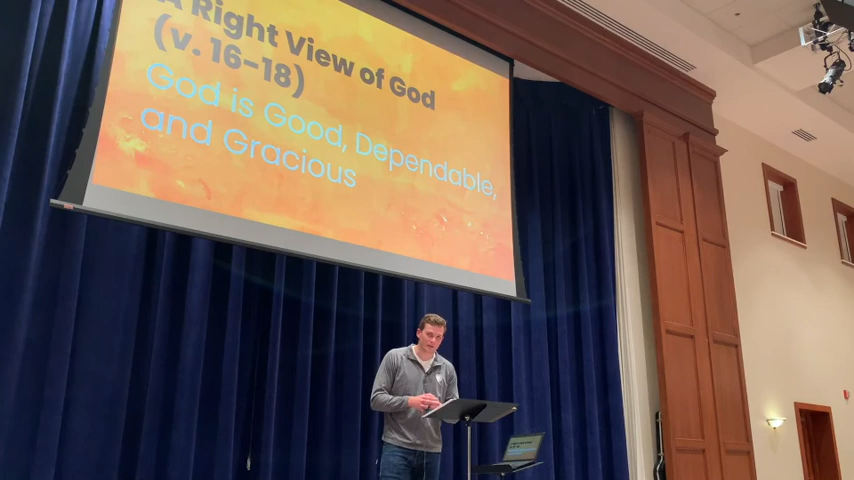 A Right View of God
(v. 16-18)
God is Good, Dependable,
and Gracious